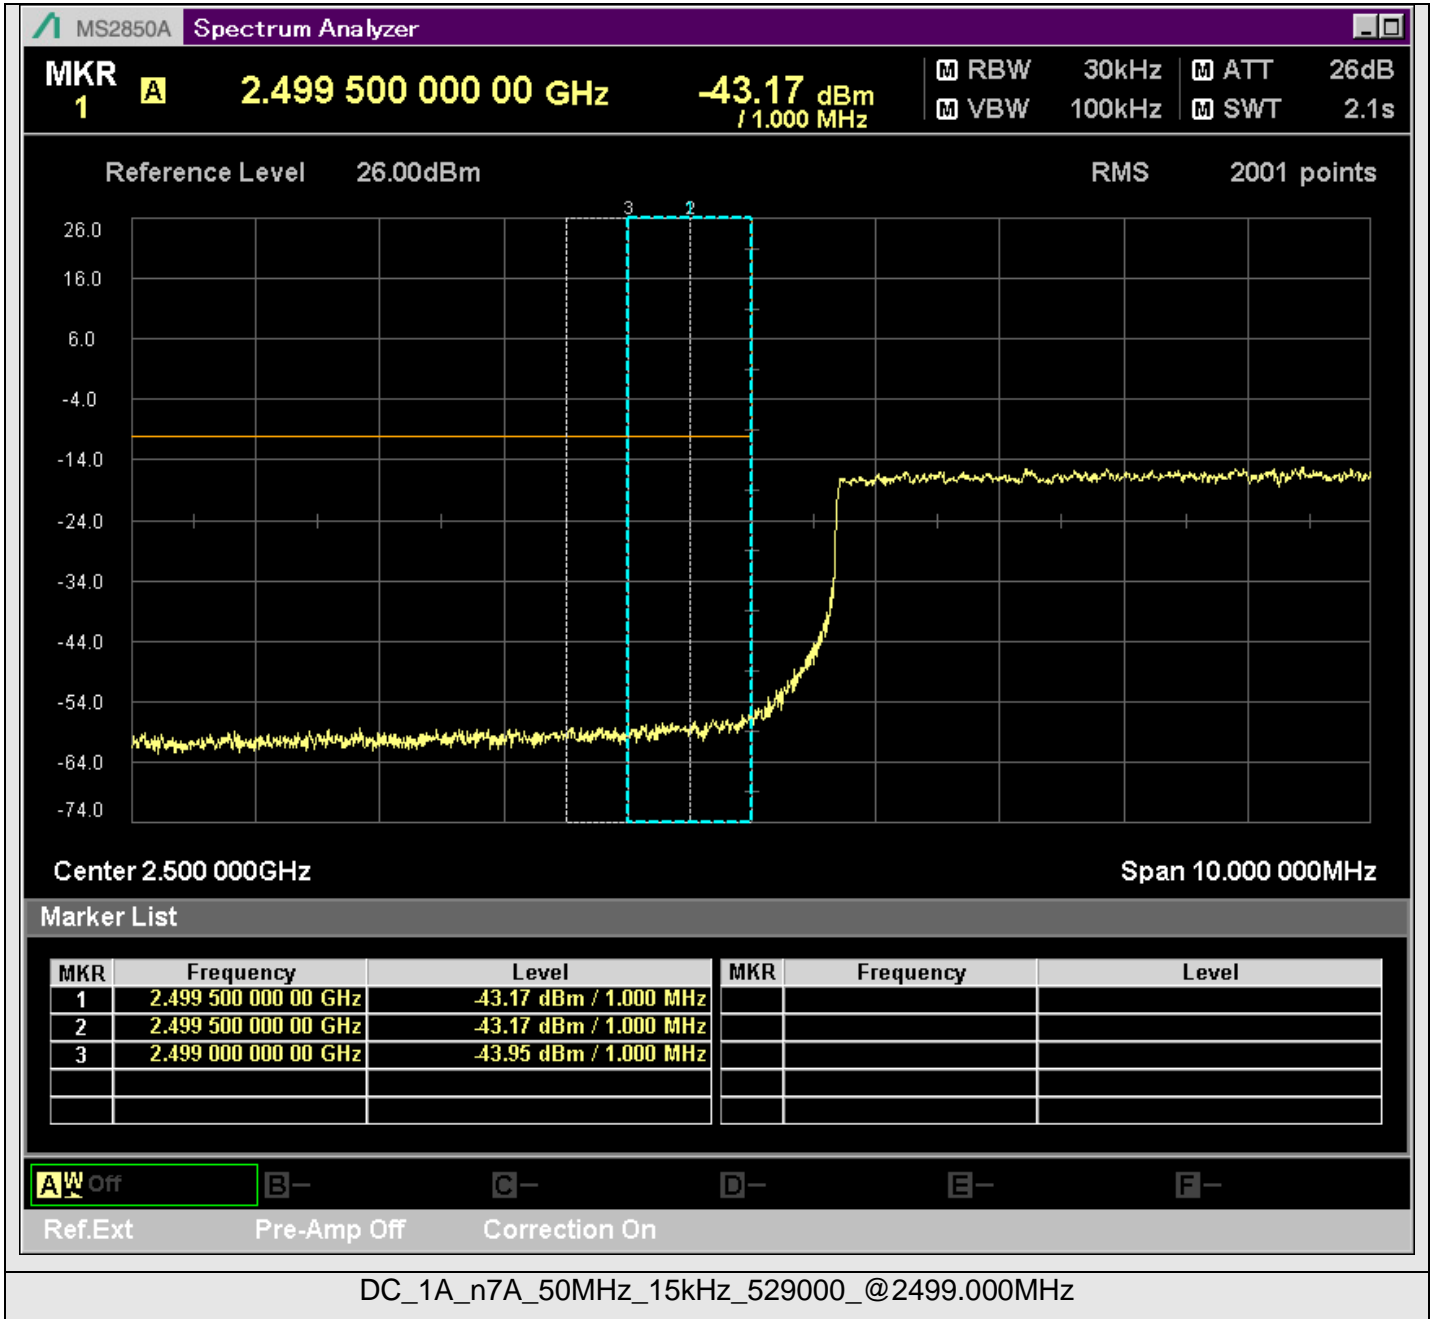 MS2850A Spectrum Analyzer
MKR 1 A 2.499 500 000 00 GHz -43.17 dBm / 1.000 MHz
M RBW 30kHz M ATT 26dB
M VBW 100kHz M SWT 2.1s
Reference Level 26.00dBm RMS 2001 points
3 2
26.0
16.0
6.0
-4.0
-14.0
-24.0
-34.0
-44.0
-54.0
-64.0
-74.0
Center 2.500 000GHz Span 10.000 000MHz
Marker List
MKR Frequency Level MKR Frequency Level
1 2.499 500 000 00 GHz -43.17 dBm / 1.000 MHz
2 2.499 500 000 00 GHz -43.17 dBm / 1.000 MHz
3 2.499 000 000 00 GHz -43.95 dBm / 1.000 MHz
A W Off B - C - D - E - F -
Ref.Ext Pre-Amp Off Correction On
DC_1A_n7A_50MHz_15kHz_529000_@2499.000MHz